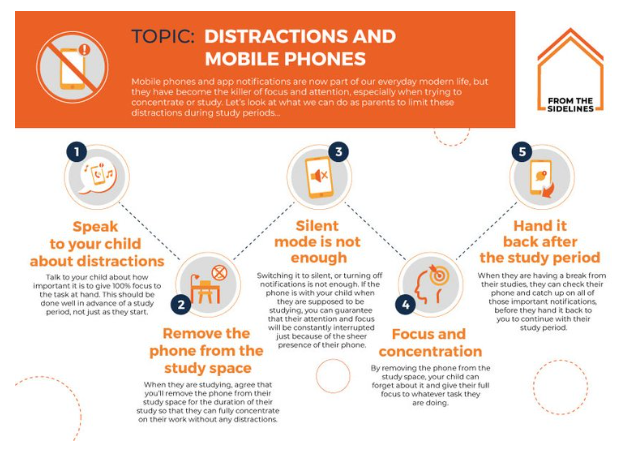 TOPIC: DISTRACTIONS AND
MOBILE PHONES
Mobile phones and app notifications are now part of our everyday modern life, but
they have become the killer of focus and attention, especially when trying to
concentrate or study. Let's look at what we can do as parents to limit these
distractions during study periods...
FROM THE
SIDELINES
1
Speak
to your child
about distractions
Talk to your child about how
important it is to give 100% focus to
the task at hand. This should be
done well in advance of a study
period, not just as they start.
2
Remove the
phone from the
study space
When they are studying, agree that
you'll remove the phone from their
study space for the duration of their
study so that they can fully concentrate
on their work without any distractions.
3
Silent
mode is not
enough
Switching it to silent, or turning off
notifications is not enough. If the
phone is with your child when
they are supposed to be
studying, you can guarantee
that their attention and focus
will be constantly interrupted
just because of the sheer
presence of their phone.
4
Focus and
concentration
By removing the phone from the
study space, your child can
forget about it and give their full
focus to whatever task they
are doing.
5
Hand it
back after
the study period
When they are having a break from
their studies, they can check their
phone and catch up on all of
those important notifications,
before they hand it back to
you to continue with their
study period.